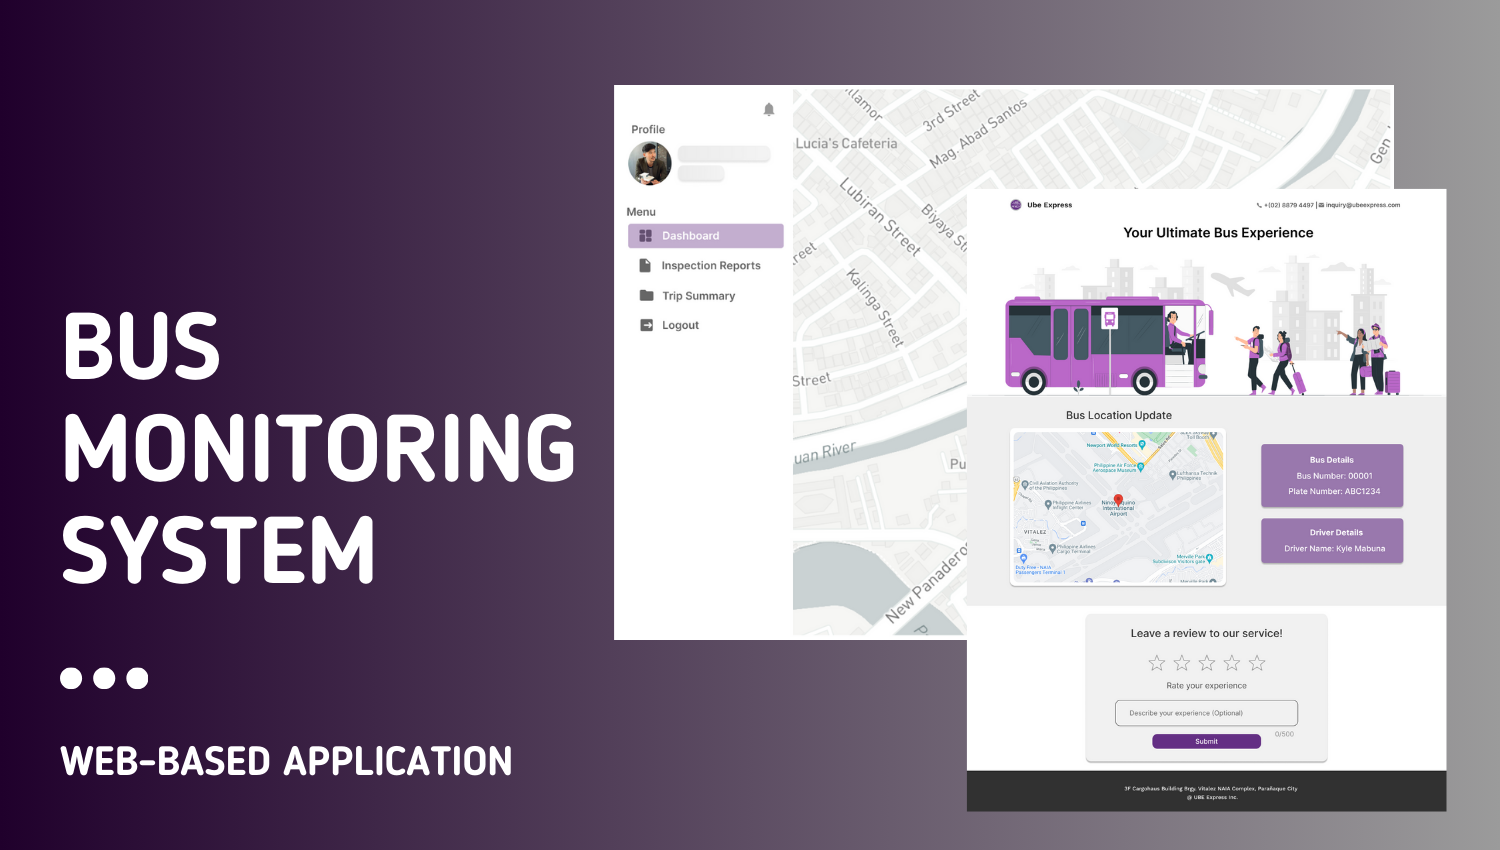 BUS
MONITORING
SYSTEM
WEB-BASED APPLICATION
Profile
Menu
Dashboard
Inspection Reports
Trip Summary
Logout
3rd Street
Mag. Abad Santos
Lucia's Cafeteria
Lubiran Street
Kalinga Street
Street
uan River
New Panadero
Gen
Ube Express
+(02) 8879 4497 | inquiry@ubeexpress.com
Your Ultimate Bus Experience
Bus Location Update
Newport World Resorts
Philippine Air Force
Aerospace Museum
Lufthansa Technik
Philippines
Civil Aviation Authority
of the Philippines
Philippine Airlines
Inflight Center
International
Airport
VITALEZ
Philippine Airlines
Cargo Terminal
Merville Park
Subdivision Visitors gate
Duty Free - NAIA
Passengers Terminal 1
Bus Details
Bus Number: 00001
Plate Number: ABC1234
Driver Details
Driver Name: Kyle Mabuna
Leave a review to our service!
Rate your experience
Describe your experience (Optional)
0/500
Submit
3F Cargohaus Building Brgy. Vitalez NAIA Complex, Parañaque City
@ UBE Express Inc.